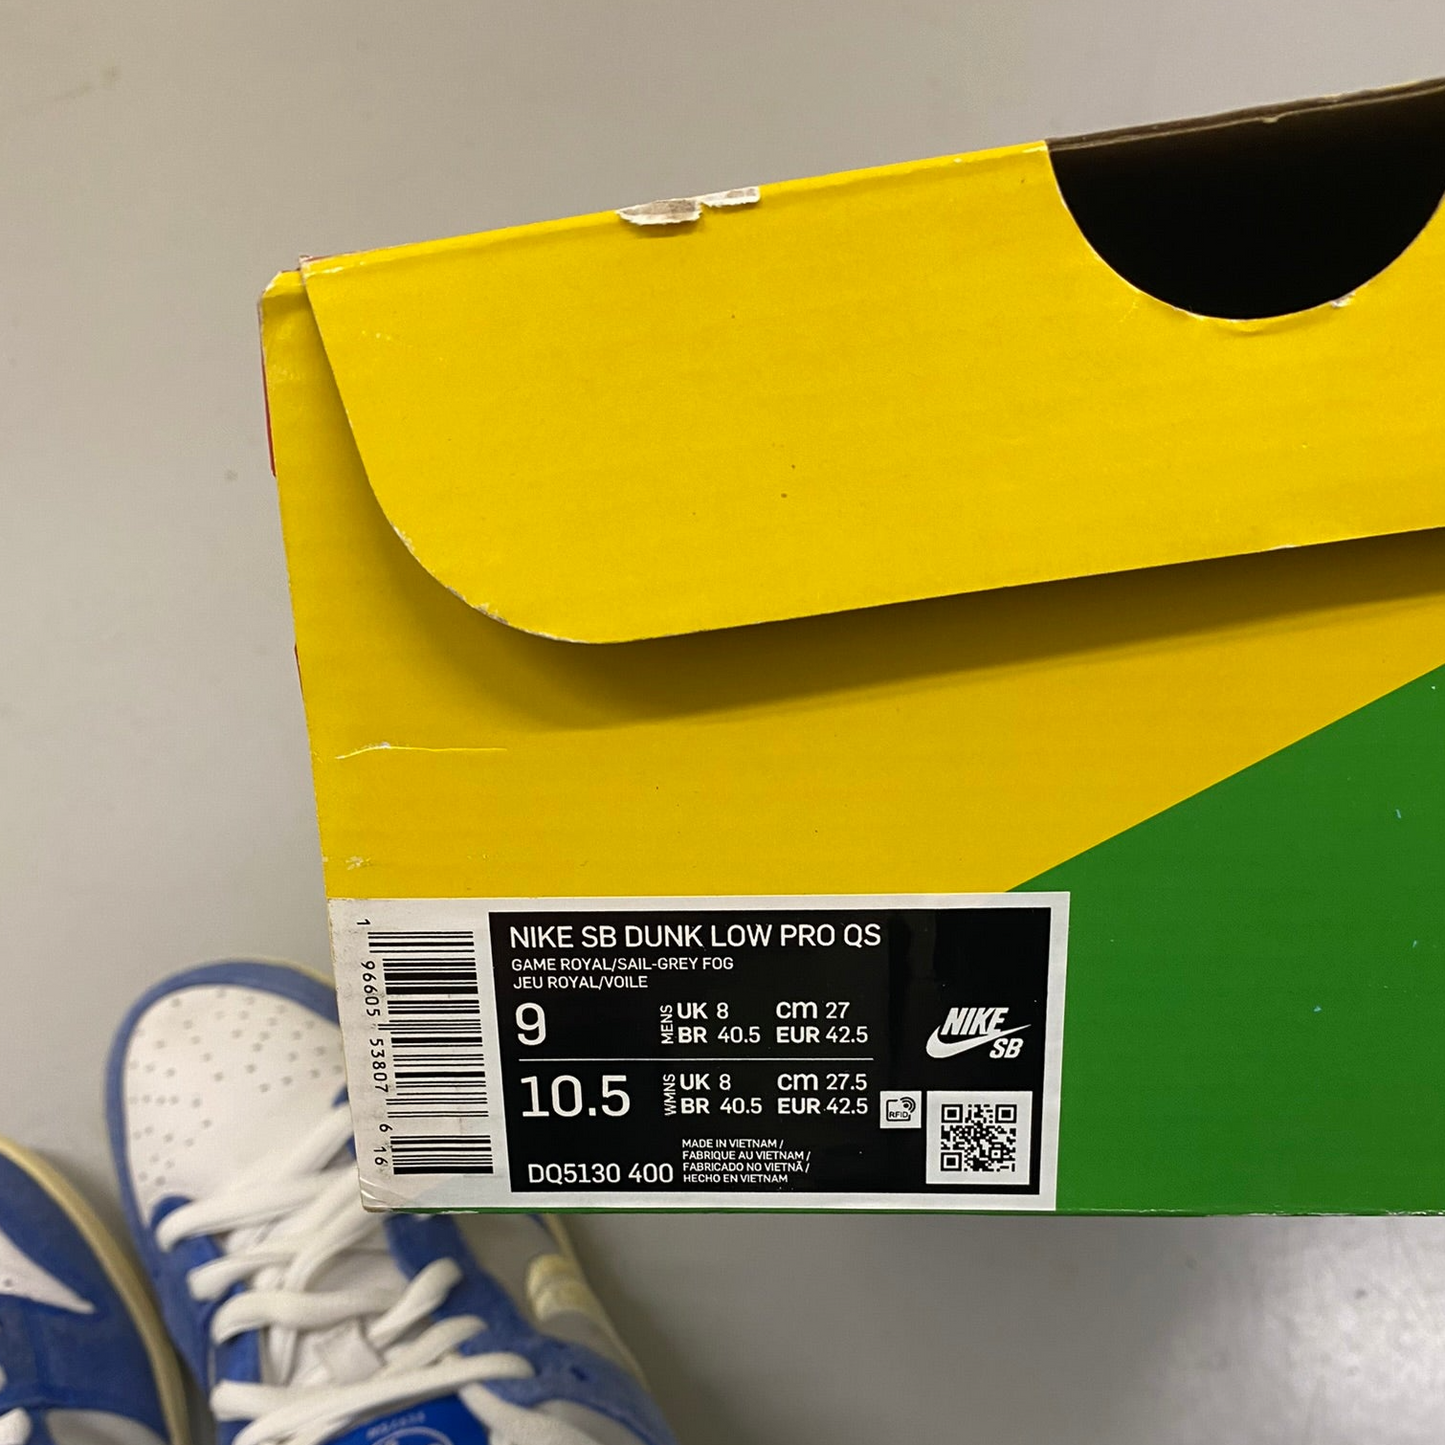 NIKE SB DUNK LOW PRO QS
GAME ROYAL/SAIL-GREY FOG
JEU ROYAL/VOILE
9
MENS
UK 8 CM 27
BR 40.5 EUR 42.5
10.5
WMNS
UK 8 CM 27.5
BR 40.5 EUR 42.5
NIKE
SB
RFID
DQ5130 400
MADE IN VIETNAM /
FABRIQUE AU VIETNAM /
FABRICADO NO VIETNÃ /
HECHO EN VIETNAM
1 96605 53807 6 16